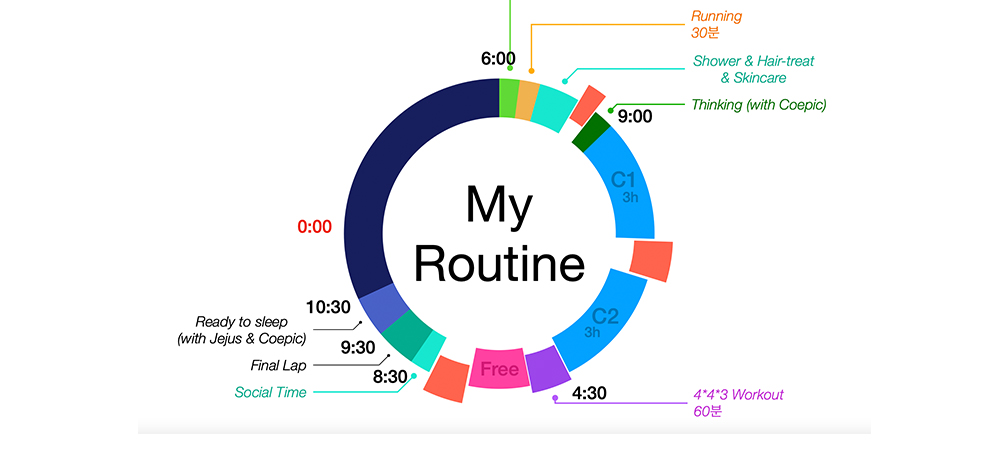 Running
30분
6:00
Shower & Hair-treat
& Skincare
Thinking (with Coepic)
9:00
C1
3h
My
Routine
0:00
10:30
Ready to sleep
(with Jejus & Coepic)
C2
3h
9:30
Final Lap
8:30
Free
Social Time
4:30
4*4*3 Workout
60분